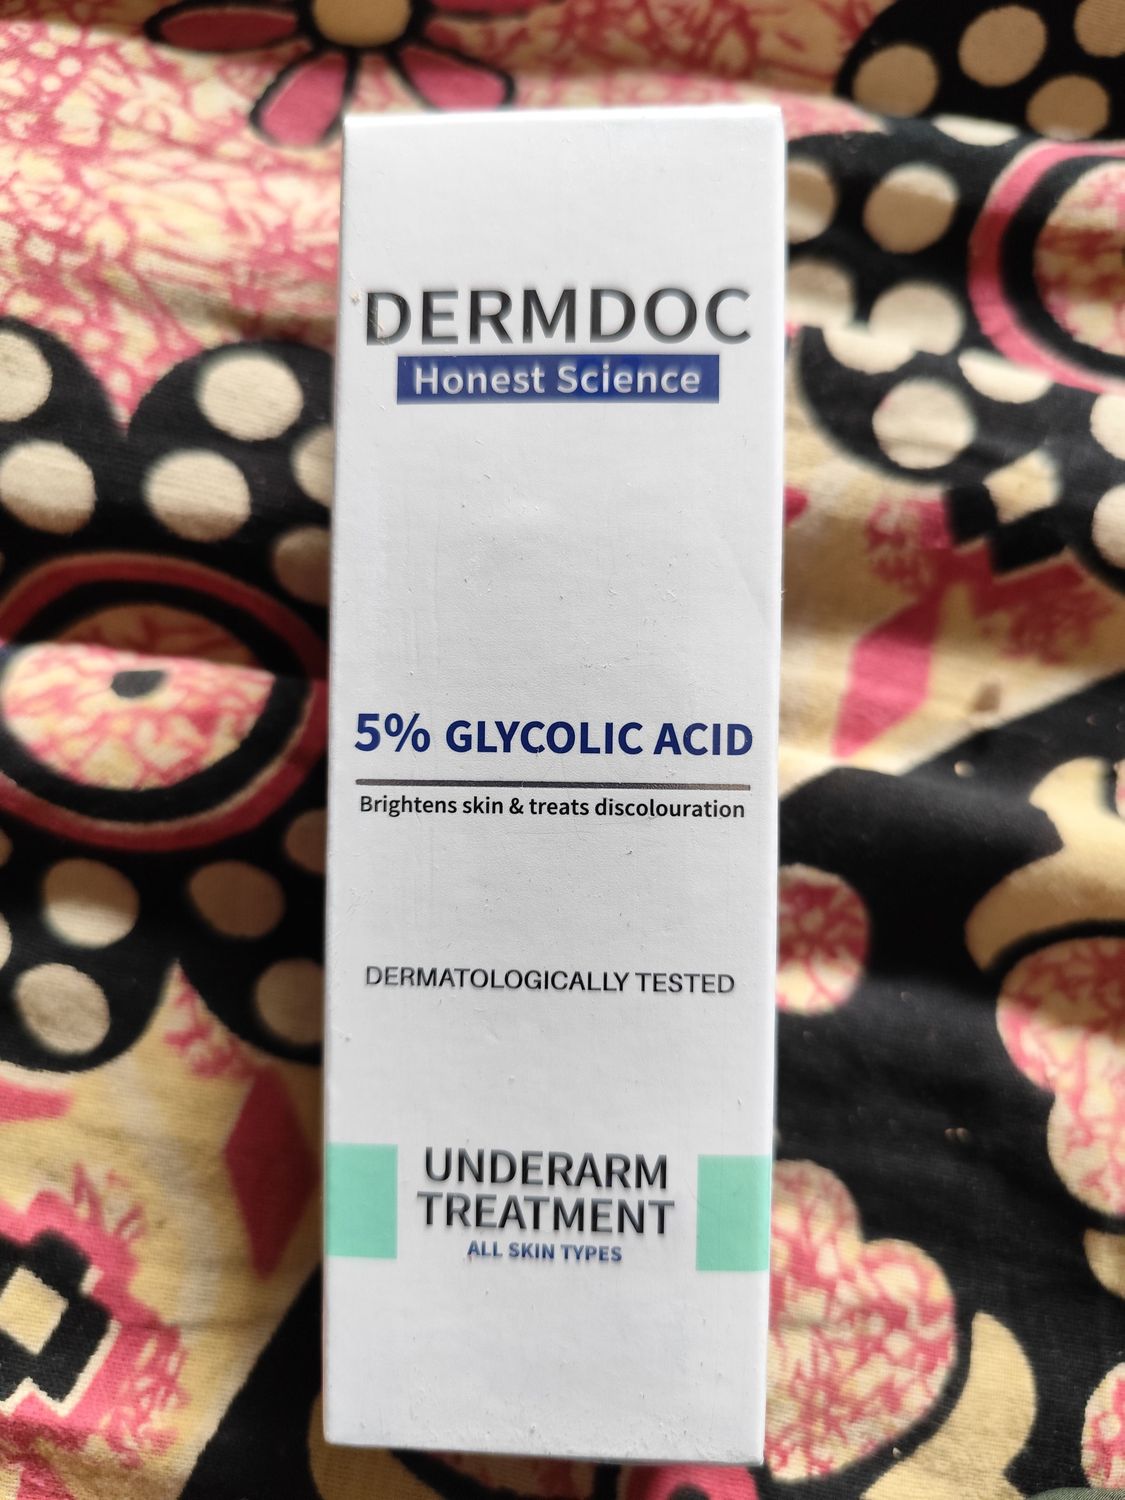 DERMDOC
Honest Science
5% GLYCOLIC ACID
Brightens skin & treats discolouration
DERMATOLOGICALLY TESTED
UNDERARM
TREATMENT
ALL SKIN TYPES